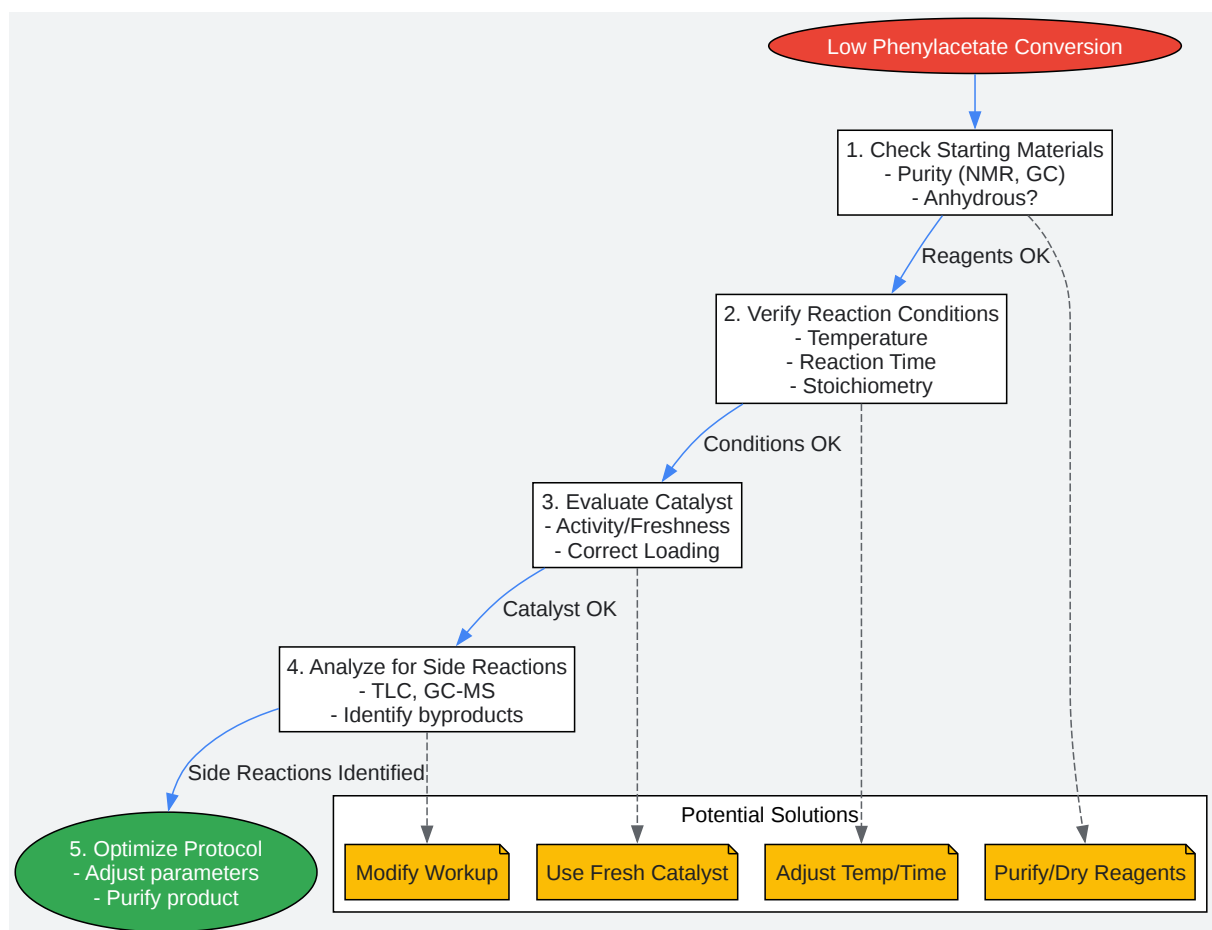 Low Phenylacetate Conversion
1. Check Starting Materials
- Purity (NMR, GC)
- Anhydrous?
Reagents OK
2. Verify Reaction Conditions
- Temperature
- Reaction Time
- Stoichiometry
Conditions OK
3. Evaluate Catalyst
- Activity/Freshness
- Correct Loading
Catalyst OK
4. Analyze for Side Reactions
- TLC, GC-MS
- Identify byproducts
Side Reactions Identified
5. Optimize Protocol
- Adjust parameters
- Purify product
Potential Solutions
Modify Workup
Use Fresh Catalyst
Adjust Temp/Time
Purify/Dry Reagents